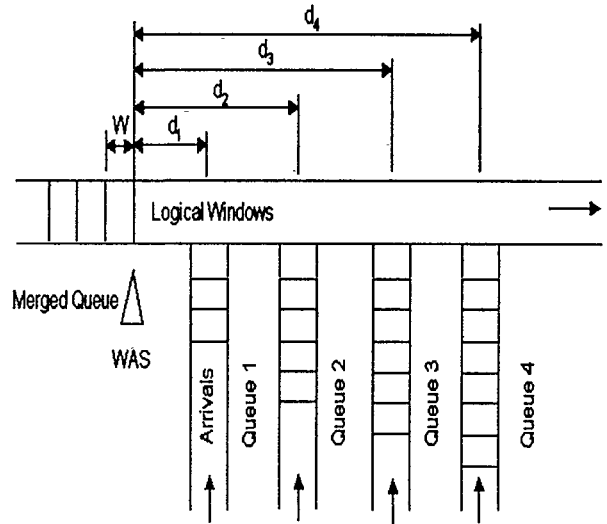 d4
d3
d2
W
d1
Logical Windows
Merged Queue
WAS
Arrivals
Queue 1
Queue 2
Queue 3
Queue 4